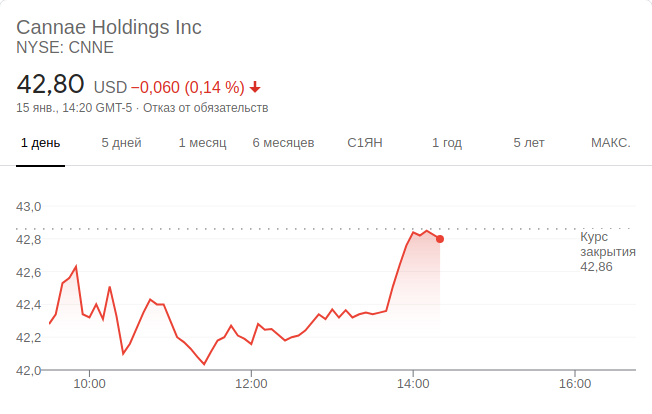 Cannae Holdings Inc
NYSE: CNNE
42,80 USD −0,060 (0,14 %)
15 янв., 14:20 GMT-5 · Отказ от обязательств
1 день 5 дней 1 месяц 6 месяцев С1ЯН 1 год 5 лет МАКС.
43,0
42,8
42,6
42,4
42,2
42,0
Курс
закрытия
42,86
10:00 12:00 14:00 16:00